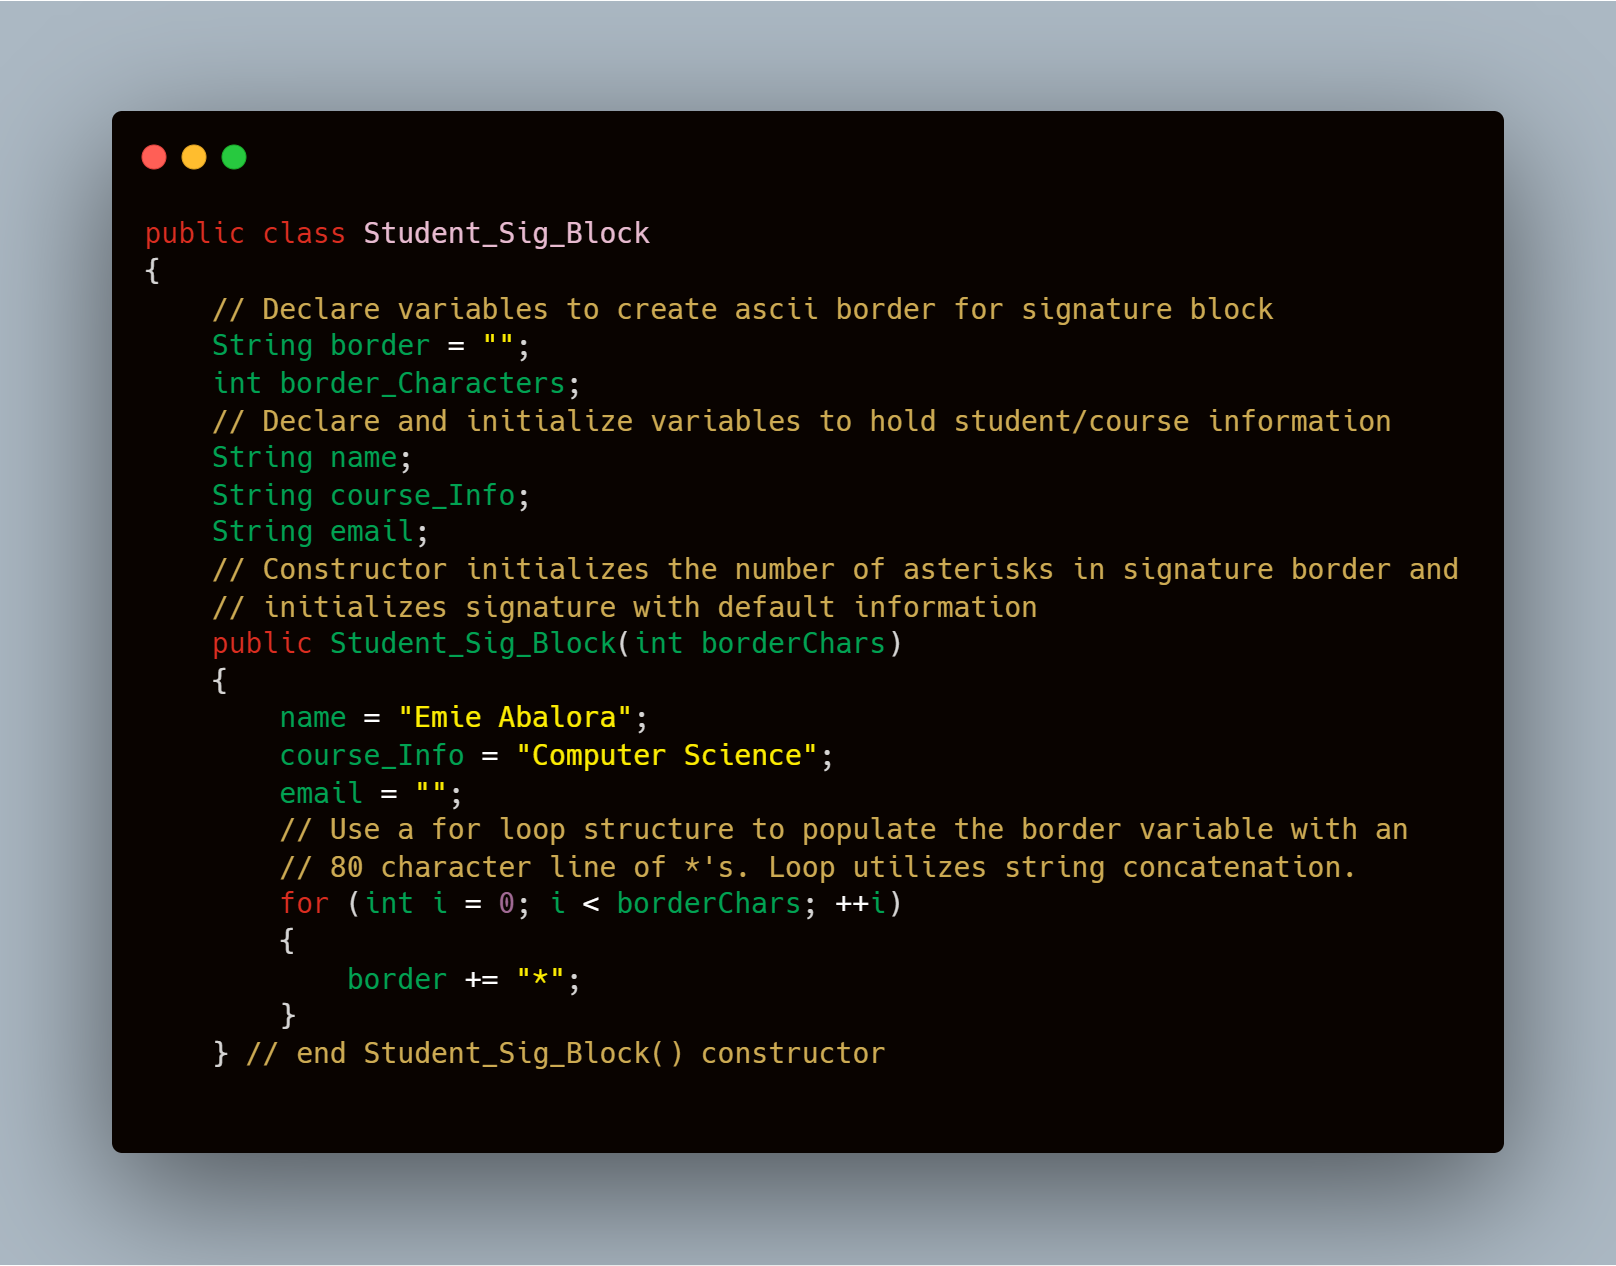 public class Student_Sig_Block
{
    // Declare variables to create ascii border for signature block
    String border = "";
    int border_Characters;
    // Declare and initialize variables to hold student/course information
    String name;
    String course_Info;
    String email;
    // Constructor initializes the number of asterisks in signature border and
    // initializes signature with default information
    public Student_Sig_Block(int borderChars)
    {
        name = "Emie Abalora";
        course_Info = "Computer Science";
        email = "";
        // Use a for loop structure to populate the border variable with an
        // 80 character line of *'s. Loop utilizes string concatenation.
        for (int i = 0; i < borderChars; ++i)
        {
            border += "*";
        }
    } // end Student_Sig_Block() constructor